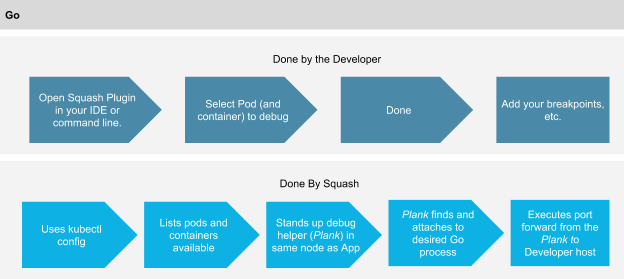 Go
Done by the Developer
Open Squash Plugin
in your IDE or
command line.
Select Pod (and
container) to debug
Done
Add your breakpoints,
etc.
Done By Squash
Uses kubectl
config
Lists pods and
containers
available
Stands up debug
helper (Plank) in
same node as App
Plank finds and
attaches to
desired Go
process
Executes port
forward from the
Plank to
Developer host